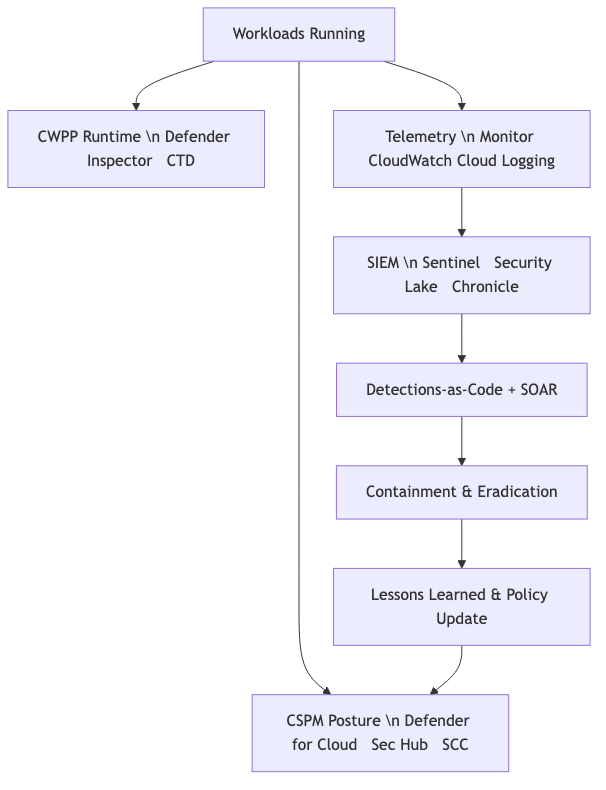 Workloads Running
CWPP Runtime \n Defender
Inspector CTD
Telemetry \n Monitor
CloudWatch Cloud Logging
SIEM \n Sentinel Security
Lake Chronicle
Detections-as-Code + SOAR
Containment & Eradication
Lessons Learned & Policy
Update
CSPM Posture \n Defender
for Cloud Sec Hub SCC